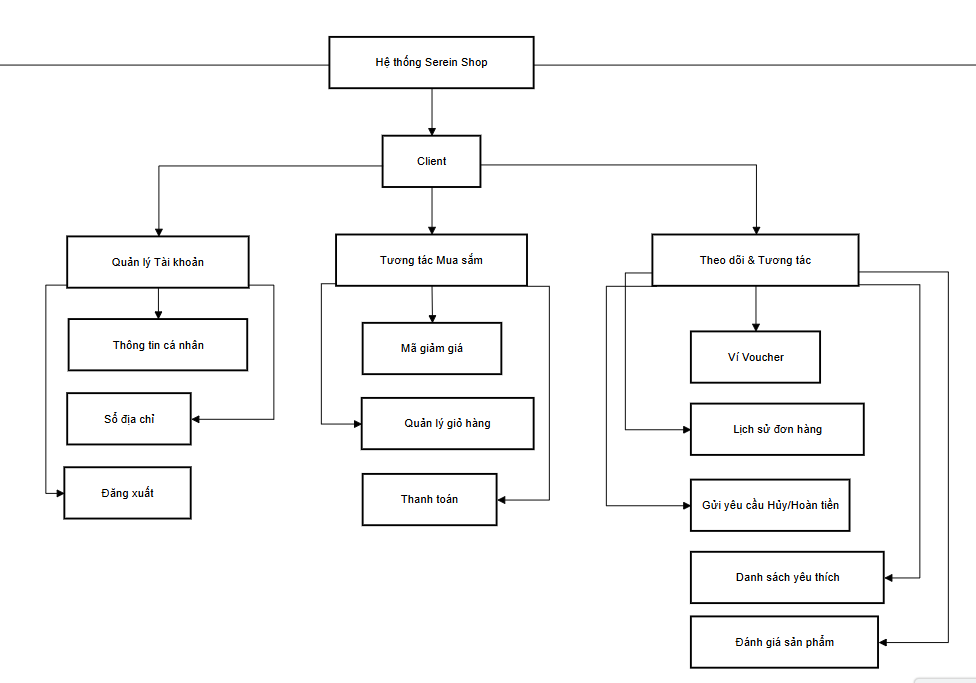 Hệ thống Serein Shop
Client
Quản lý Tài khoản
Tương tác Mua sắm
Theo dõi & Tương tác
Thông tin cá nhân
Sổ địa chỉ
Đăng xuất
Mã giảm giá
Quản lý giỏ hàng
Thanh toán
Ví Voucher
Lịch sử đơn hàng
Gửi yêu cầu Hủy/Hoàn tiền
Danh sách yêu thích
Đánh giá sản phẩm